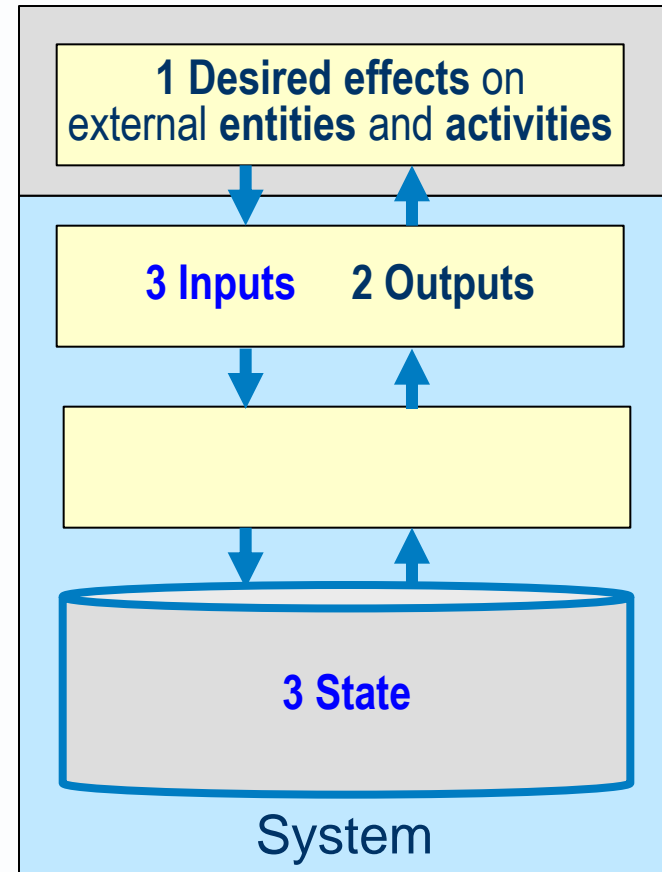 1 Desired effects on
external entities and activities
3 Inputs 2 Outputs
3 State
System